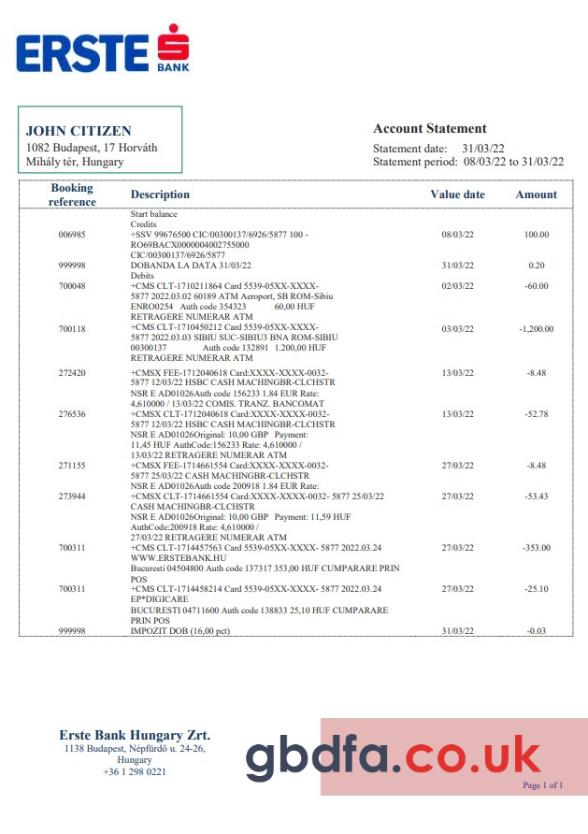 ERSTE
S
BANK
JOHN CITIZEN
1082 Budapest, 17 Horváth
Mihály tér, Hungary
Account Statement
Statement date: 31/03/22
Statement period: 08/03/22 to 31/03/22
Booking reference Description Value date Amount
Start balance
Credits
006985 +SSV 99676500 CIC/00300137/6926/5877 100 - 08/03/22 100.00
RO69BACX0000004002755000
CIC/00300137/6926/5877
999998 DOBANDA LA DATA 31/03/22 31/03/22 0.20
Debits
700048 +CMS CLT-1710211864 Card 5539-05XX-XXXX- 02/03/22 -60.00
5877 2022.03.02 60189 ATM Aeroport, SB ROM-Sibiu
ENRO0254 Auth code 354323 60,00 HUF
RETRAGERE NUMERAR ATM
700118 +CMS CLT-1710450212 Card 5539-05XX-XXXX- 03/03/22 -1,200.00
5877 2022.03.03 SIBIU SUC-SIBIU3 BNA ROM-SIBIU
00300137 Auth code 132891 1.200,00 HUF
RETRAGERE NUMERAR ATM
272420 +CMSX FEE-1712040618 Card:XXXX-XXXX-0032- 13/03/22 -8.48
5877 12/03/22 HSBC CASH MACHINGBR-CLCHSTR
NSR E AD01026Auth code 156233 1.84 EUR Rate:
4,610000 / 13/03/22 COMIS. TRANZ. BANCOMAT
276536 +CMSX CLT-1712040618 Card:XXXX-XXXX-0032- 13/03/22 -52.78
5877 12/03/22 HSBC CASH MACHINGBR-CLCHSTR
NSR E AD01026Original: 10,00 GBP Payment:
11,45 HUF AuthCode:156233 Rate: 4,610000 /
13/03/22 RETRAGERE NUMERAR ATM
271155 +CMSX FEE-1714661554 Card:XXXX-XXXX-0032- 27/03/22 -8.48
5877 25/03/22 CASH MACHINGBR-CLCHSTR
NSR E AD01026Auth code 200918 1.84 EUR Rate:
273944 +CMSX CLT-1714661554 Card:XXXX-XXXX-0032- 5877 25/03/22 27/03/22 -53.43
CASH MACHINGBR-CLCHSTR
NSR E AD01026Original: 10,00 GBP Payment: 11,59 HUF
AuthCode:200918 Rate: 4,610000 /
27/03/22 RETRAGERE NUMERAR ATM
700311 +CMS CLT-1714457563 Card 5539-05XX-XXXX- 5877 2022.03.24 27/03/22 -353.00
WWW.ERSTEBANK.HU
Bucuresti 04504800 Auth code 137317 353,00 HUF CUMPARARE PRIN
POS
700311 +CMS CLT-1714458214 Card 5539-05XX-XXXX- 5877 2022.03.24 27/03/22 -25.10
EP*DIGICARE
BUCURESTI 04711600 Auth code 138833 25,10 HUF CUMPARARE
PRIN POS
999998 IMPOZIT DOB (16,00 pct) 31/03/22 -0.03
Erste Bank Hungary Zrt.
1138 Budapest, Népfürdő u. 24-26,
Hungary
+36 1 298 0221
gbdfa.co.uk
Page 1 of 1